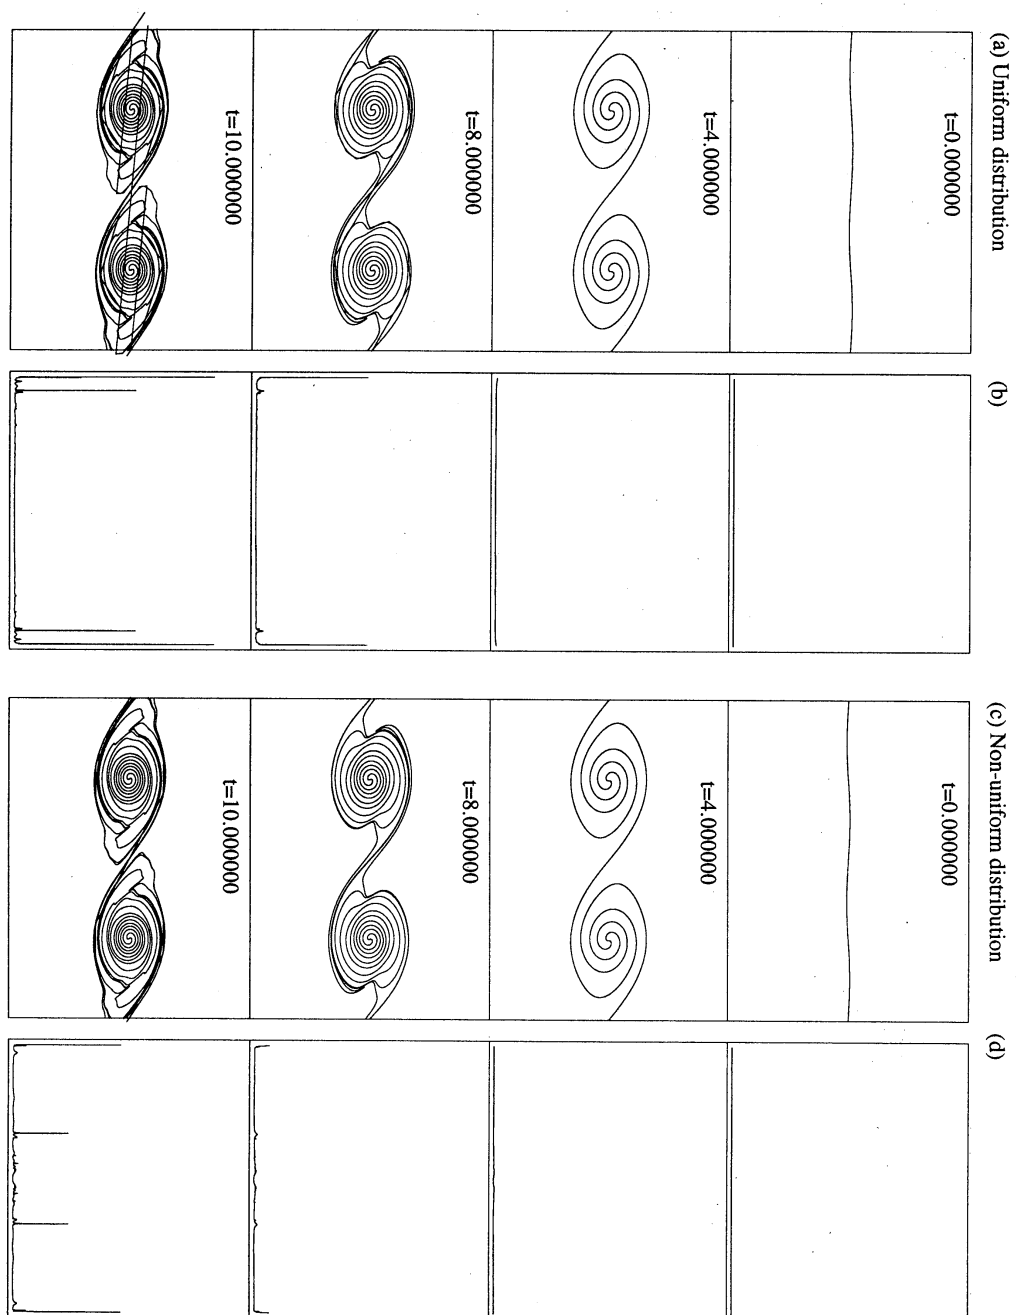 (a) Uniform distribution
t=0.000000
t=4.000000
t=8.000000
t=10.000000
(b)
(c) Non-uniform distribution
t=0.000000
t=4.000000
t=8.000000
t=10.000000
(d)